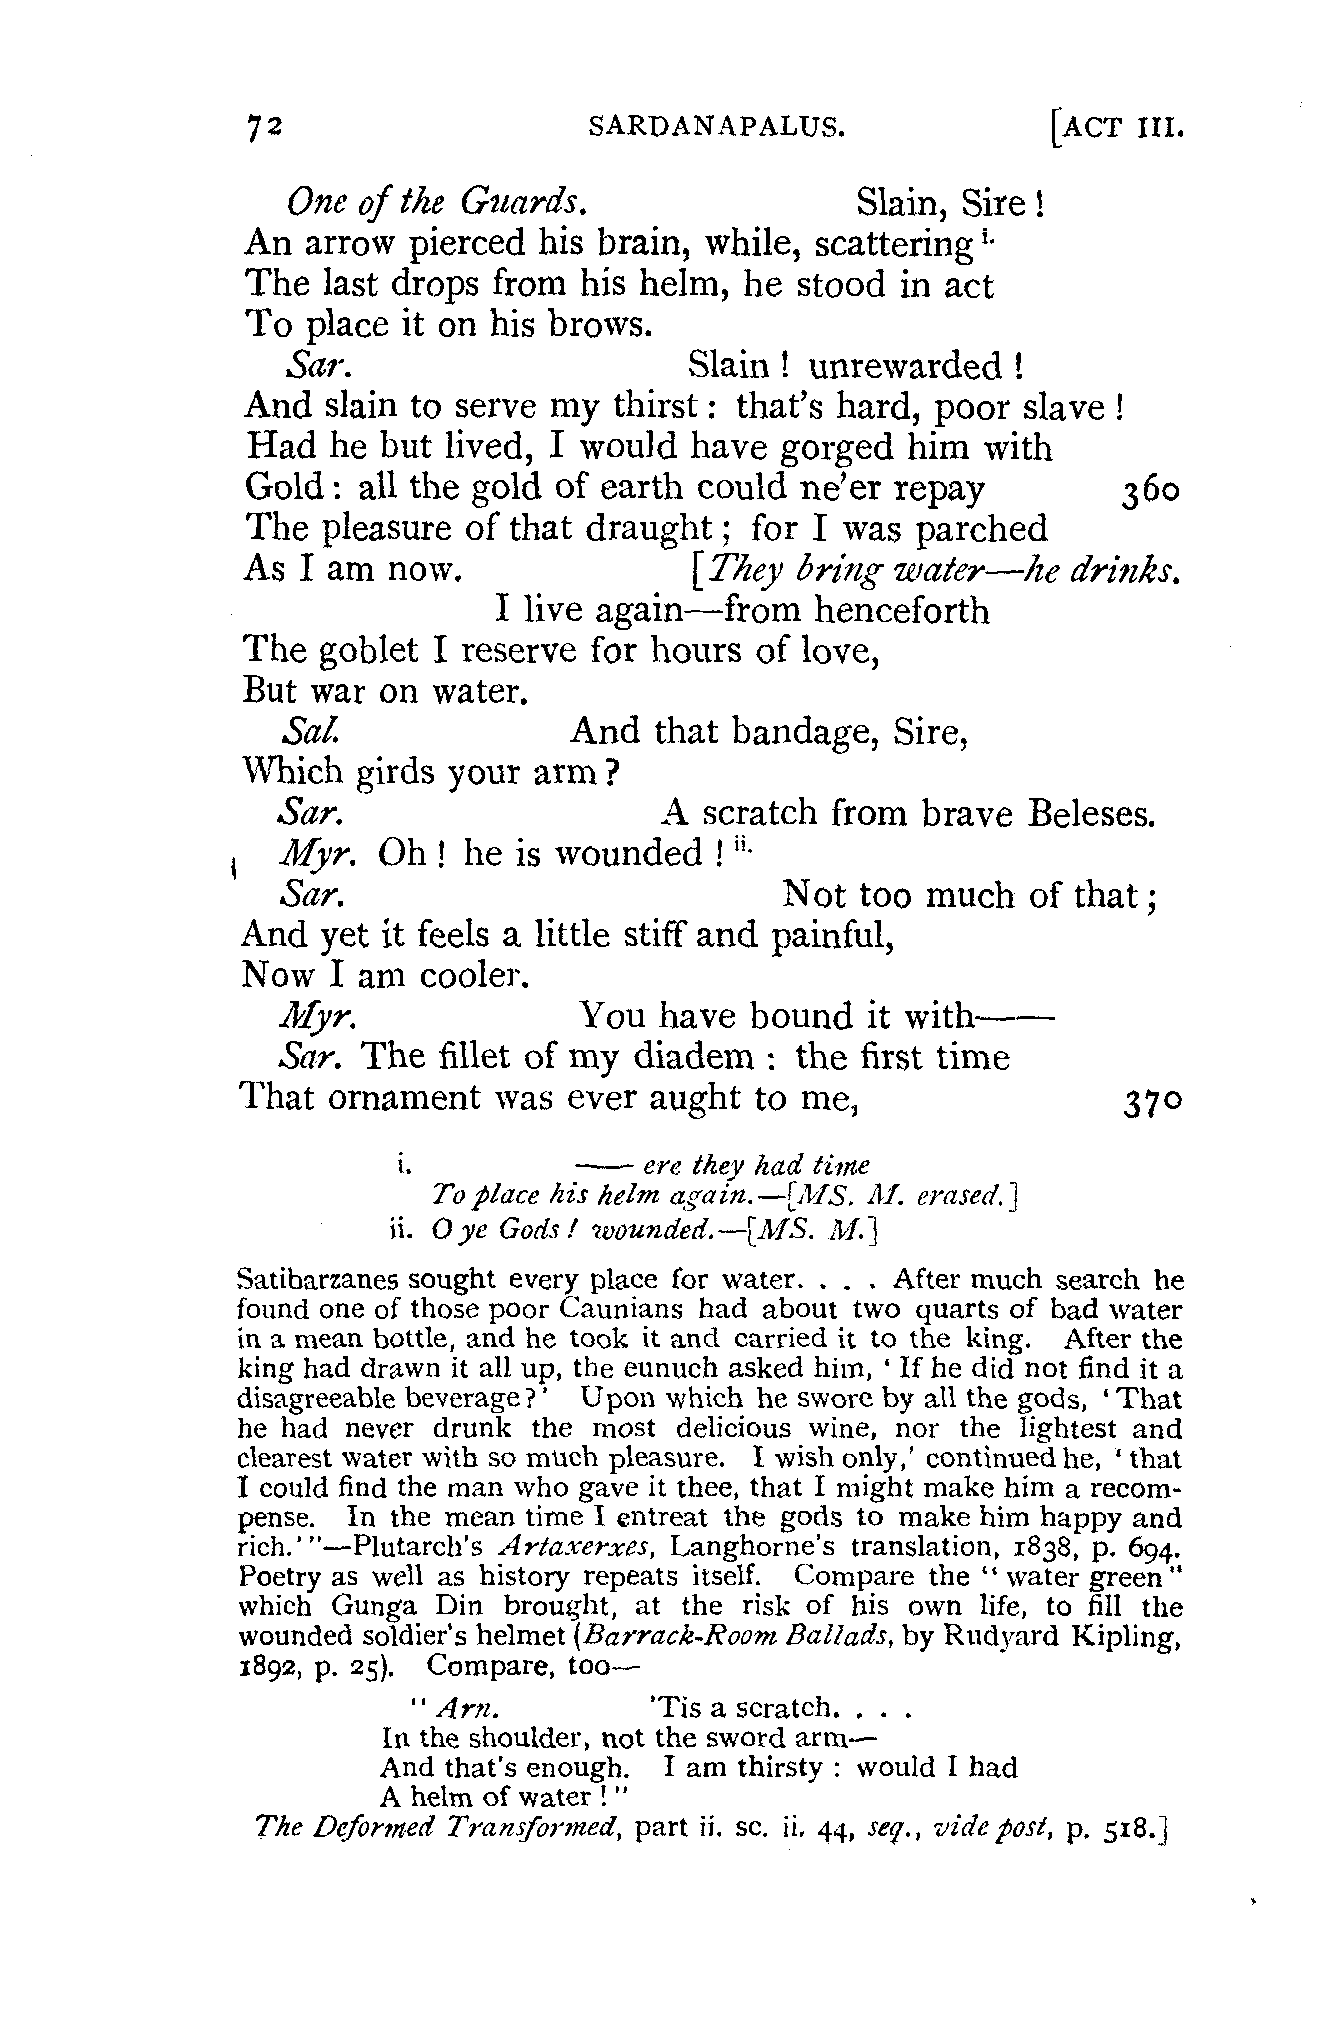 72 SARDANAPALUS. [ACT III.
One of the Guards. Slain, Sire!
An arrow pierced his brain, while, scattering i.
The last drops from his helm, he stood in act
To place it on his brows.
Sar. Slain! unrewarded!
And slain to serve my thirst: that's hard, poor slave!
Had he but lived, I would have gorged him with
Gold: all the gold of earth could ne'er repay 360
The pleasure of that draught; for I was parched
As I am now. [They bring water—he drinks.
I live again—from henceforth
The goblet I reserve for hours of love,
But war on water.
Sal. And that bandage, Sire,
Which girds your arm?
Sar. A scratch from brave Beleses.
Myr. Oh! he is wounded! ii.
Sar. Not too much of that;
And yet it feels a little stiff and painful,
Now I am cooler.
Myr. You have bound it with——
Sar. The fillet of my diadem: the first time
That ornament was ever aught to me, 370
i. —— ere they had time
To place his helm again.—[MS. M. erased.]
ii. O ye Gods! wounded.—[MS. M.]
Satibarzanes sought every place for water. . . . After much search he
found one of those poor Caunians had about two quarts of bad water
in a mean bottle, and he took it and carried it to the king. After the
king had drawn it all up, the eunuch asked him, 'If he did not find it a
disagreeable beverage?' Upon which he swore by all the gods, 'That
he had never drunk the most delicious wine, nor the lightest and
clearest water with so much pleasure. I wish only,' continued he, 'that
I could find the man who gave it thee, that I might make him a recom-
pense. In the mean time I entreat the gods to make him happy and
rich.'"—Plutarch's Artaxerxes, Langhorne's translation, 1838, p. 694.
Poetry as well as history repeats itself. Compare the "water green"
which Gunga Din brought, at the risk of his own life, to fill the
wounded soldier's helmet (Barrack-Room Ballads, by Rudyard Kipling,
1892, p. 25). Compare, too—
"Arn. 'Tis a scratch. . . .
In the shoulder, not the sword arm—
And that's enough. I am thirsty: would I had
A helm of water!"
The Deformed Transformed, part ii. sc. ii. 44, seq., vide post, p. 518.]